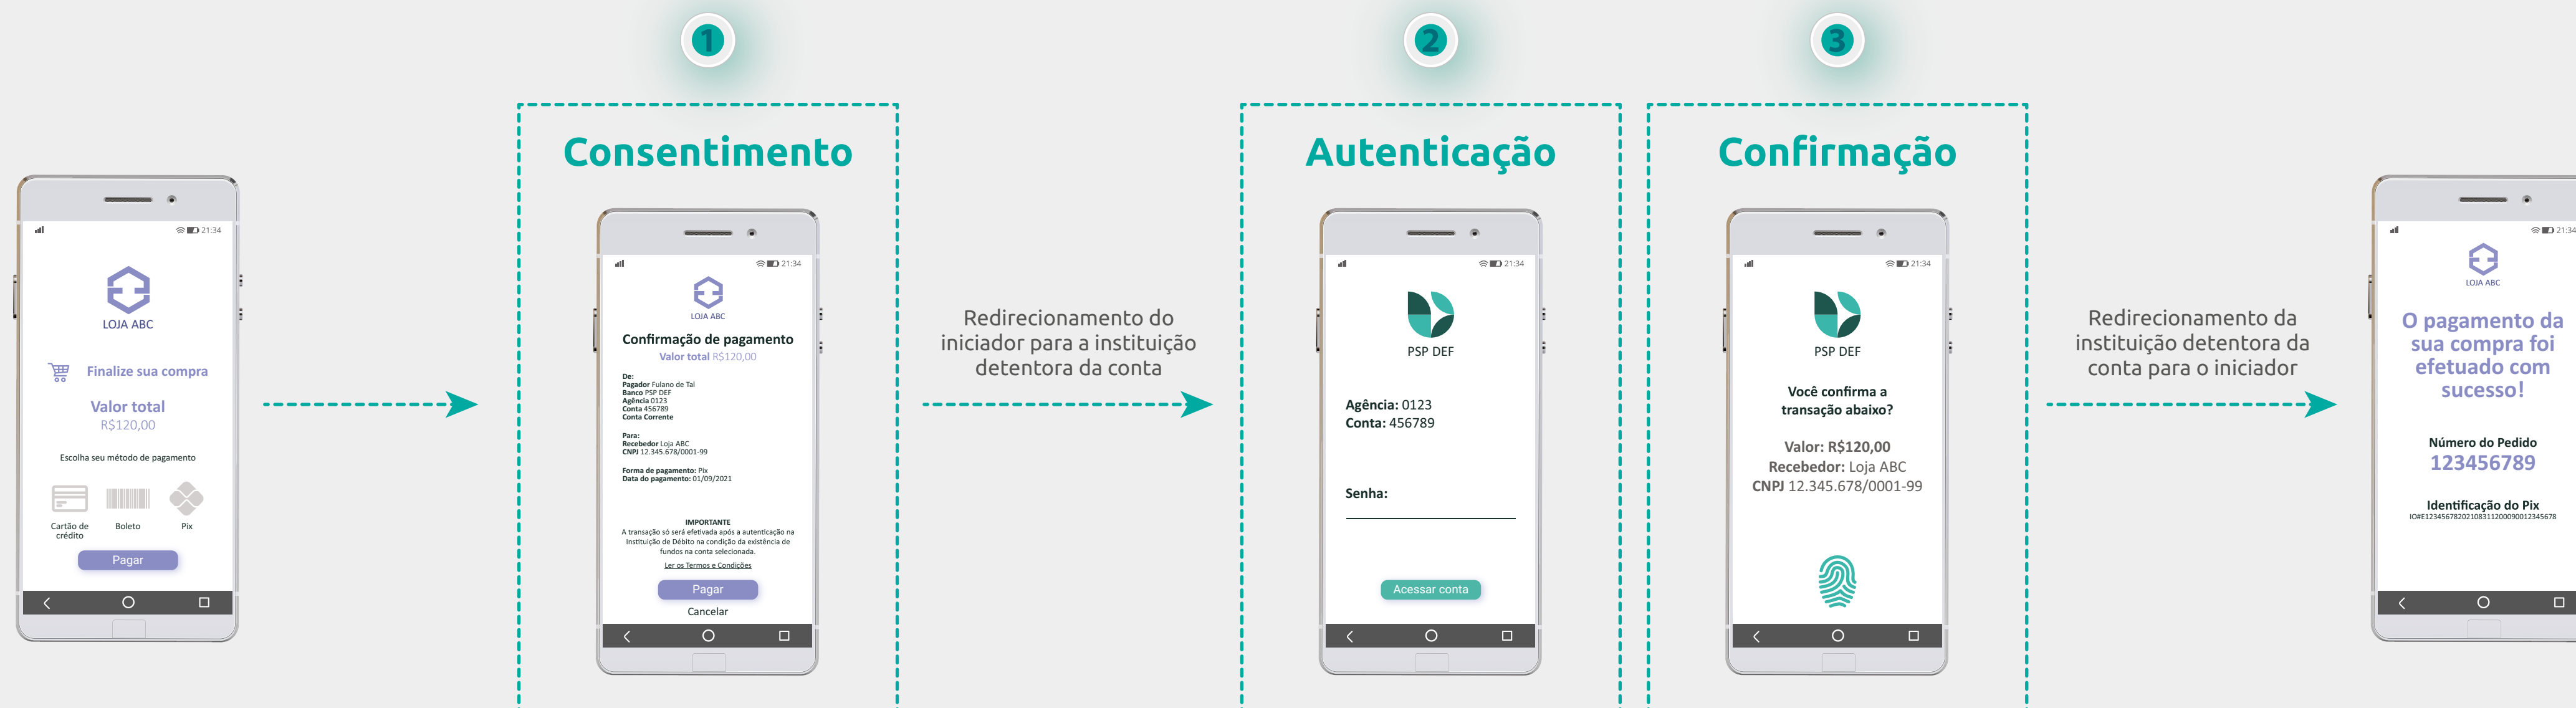 21:34
LOJA ABC
Finalize sua compra
Valor total
R$120,00
Escolha seu método de pagamento
Cartão de
crédito
Boleto
Pix
Pagar
1
Consentimento
21:34
LOJA ABC
Confirmação de pagamento
Valor total R$120,00
De:
Pagador Fulano de Tal
Banco PSP DEF
Agência 0123
Conta 456789
Conta Corrente
Para:
Recebedor Loja ABC
CNPJ 12.345.678/0001-99
Forma de pagamento: Pix
Data do pagamento: 01/09/2021
IMPORTANTE
A transação só será efetivada após a autenticação na
Instituição de Débito na condição da existência de
fundos na conta selecionada.
Ler os Termos e Condições
Pagar
Cancelar
Redirecionamento do
iniciador para a instituição
detentora da conta
2
Autenticação
21:34
PSP DEF
Agência: 0123
Conta: 456789
Senha:
Acessar conta
3
Confirmação
21:34
PSP DEF
Você confirma a
transação abaixo?
Valor: R$120,00
Recebedor: Loja ABC
CNPJ 12.345.678/0001-99
Redirecionamento da
instituição detentora da
conta para o iniciador
21:34
LOJA ABC
O pagamento da
sua compra foi
efetuado com
sucesso!
Número do Pedido
123456789
Identificação do Pix